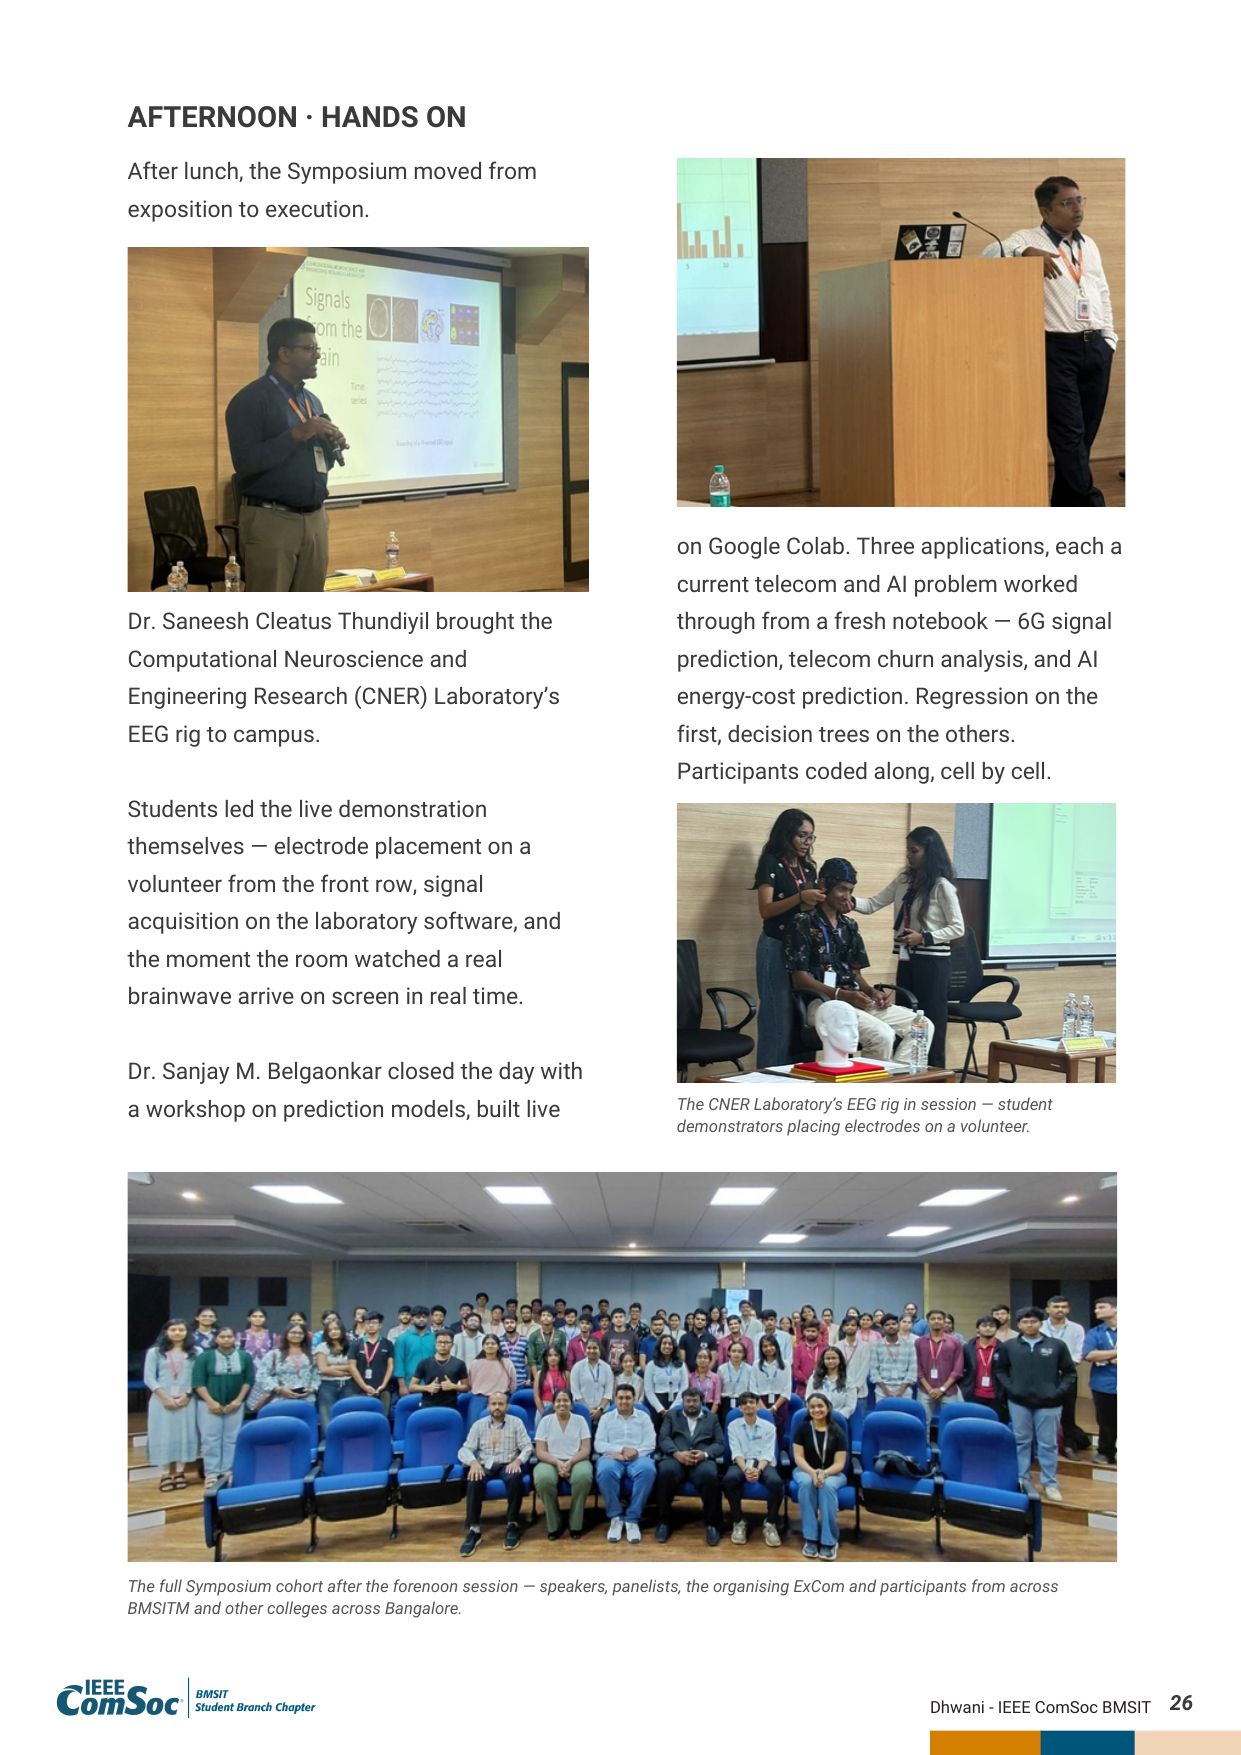 AFTERNOON · HANDS ON
After lunch, the Symposium moved from
exposition to execution.
Signals
from the
ain
Time
series
Dr. Saneesh Cleatus Thundiyil brought the
Computational Neuroscience and
Engineering Research (CNER) Laboratory’s
EEG rig to campus.
Students led the live demonstration
themselves — electrode placement on a
volunteer from the front row, signal
acquisition on the laboratory software, and
the moment the room watched a real
brainwave arrive on screen in real time.
Dr. Sanjay M. Belgaonkar closed the day with
a workshop on prediction models, built live
5 10
on Google Colab. Three applications, each a
current telecom and AI problem worked
through from a fresh notebook — 6G signal
prediction, telecom churn analysis, and AI
energy-cost prediction. Regression on the
first, decision trees on the others.
Participants coded along, cell by cell.
The CNER Laboratory’s EEG rig in session — student
demonstrators placing electrodes on a volunteer.
The full Symposium cohort after the forenoon session — speakers, panelists, the organising ExCom and participants from across
BMSITM and other colleges across Bangalore.
IEEE
ComSoc
BMSIT
Student Branch Chapter
Dhwani - IEEE ComSoc BMSIT 26